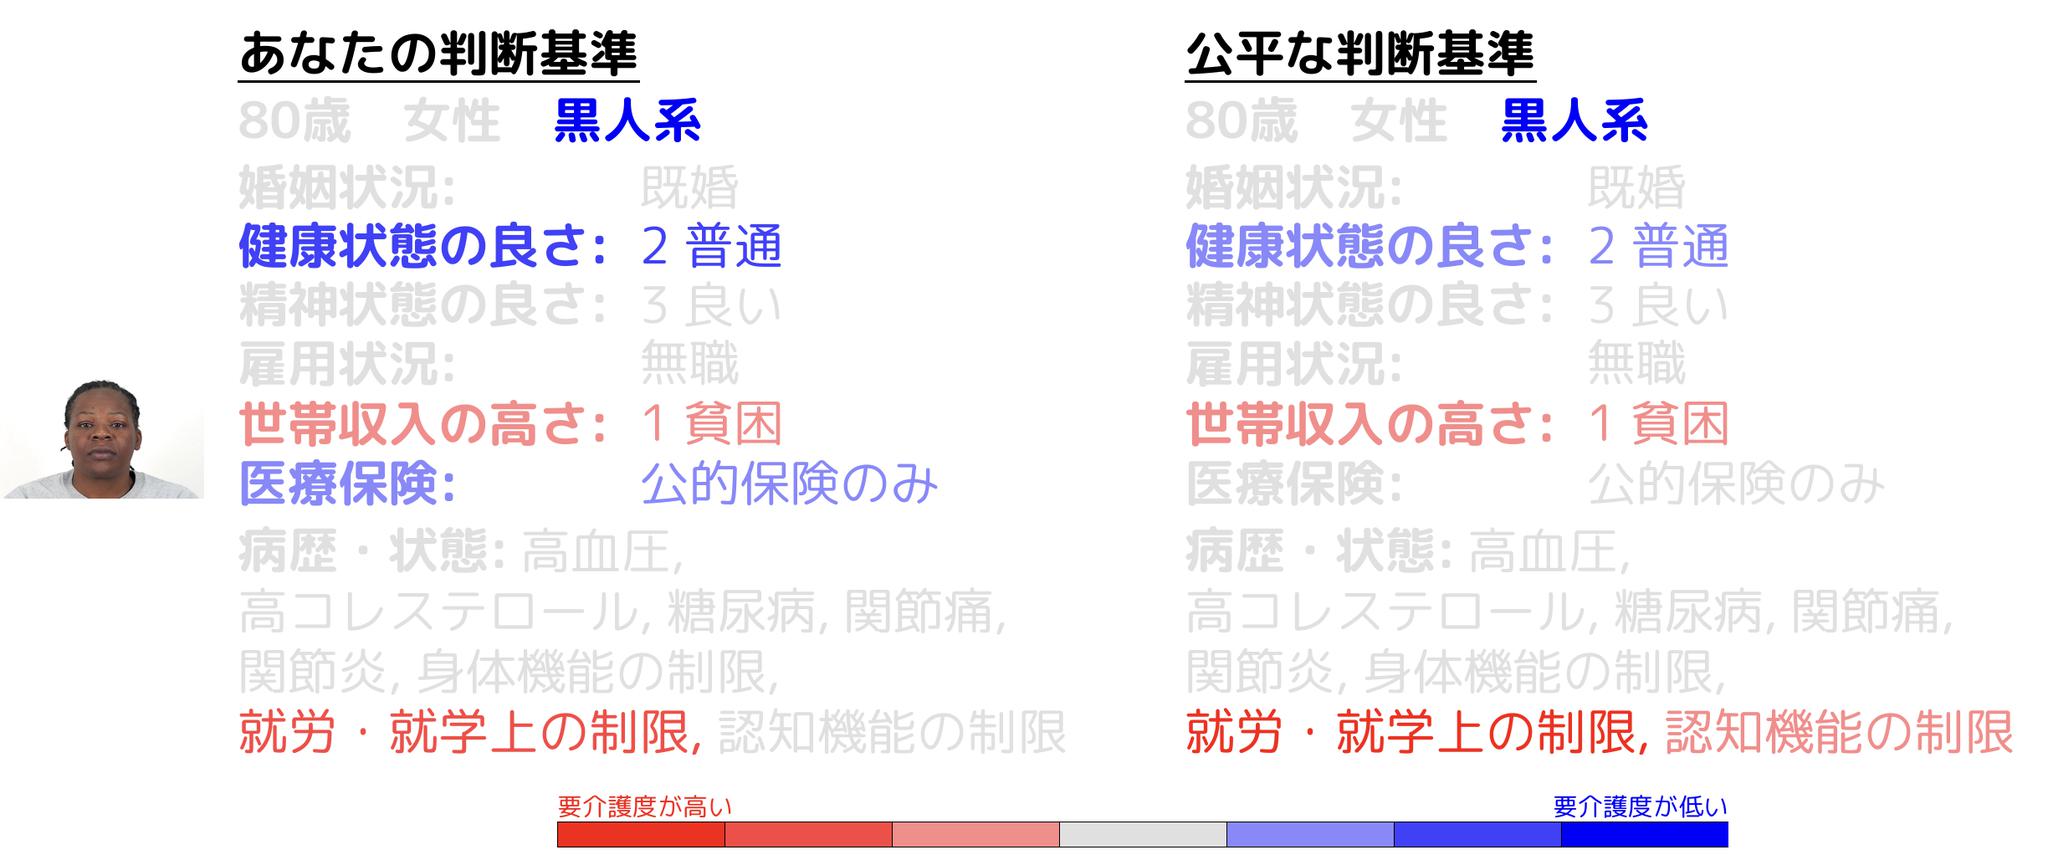 あなたの判断基準
80歳 女性 黒人系
婚姻状況: 既婚
健康状態の良さ: 2 普通
精神状態の良さ: 3 良い
雇用状況: 無職
世帯収入の高さ: 1 貧困
医療保険: 公的保険のみ
病歴・状態: 高血圧,
高コレステロール, 糖尿病, 関節痛,
関節炎, 身体機能の制限,
就労・就学上の制限, 認知機能の制限
公平な判断基準
80歳 女性 黒人系
婚姻状況: 既婚
健康状態の良さ: 2 普通
精神状態の良さ: 3 良い
雇用状況: 無職
世帯収入の高さ: 1 貧困
医療保険: 公的保険のみ
病歴・状態: 高血圧,
高コレステロール, 糖尿病, 関節痛,
関節炎, 身体機能の制限,
就労・就学上の制限, 認知機能の制限
要介護度が高い
要介護度が低い